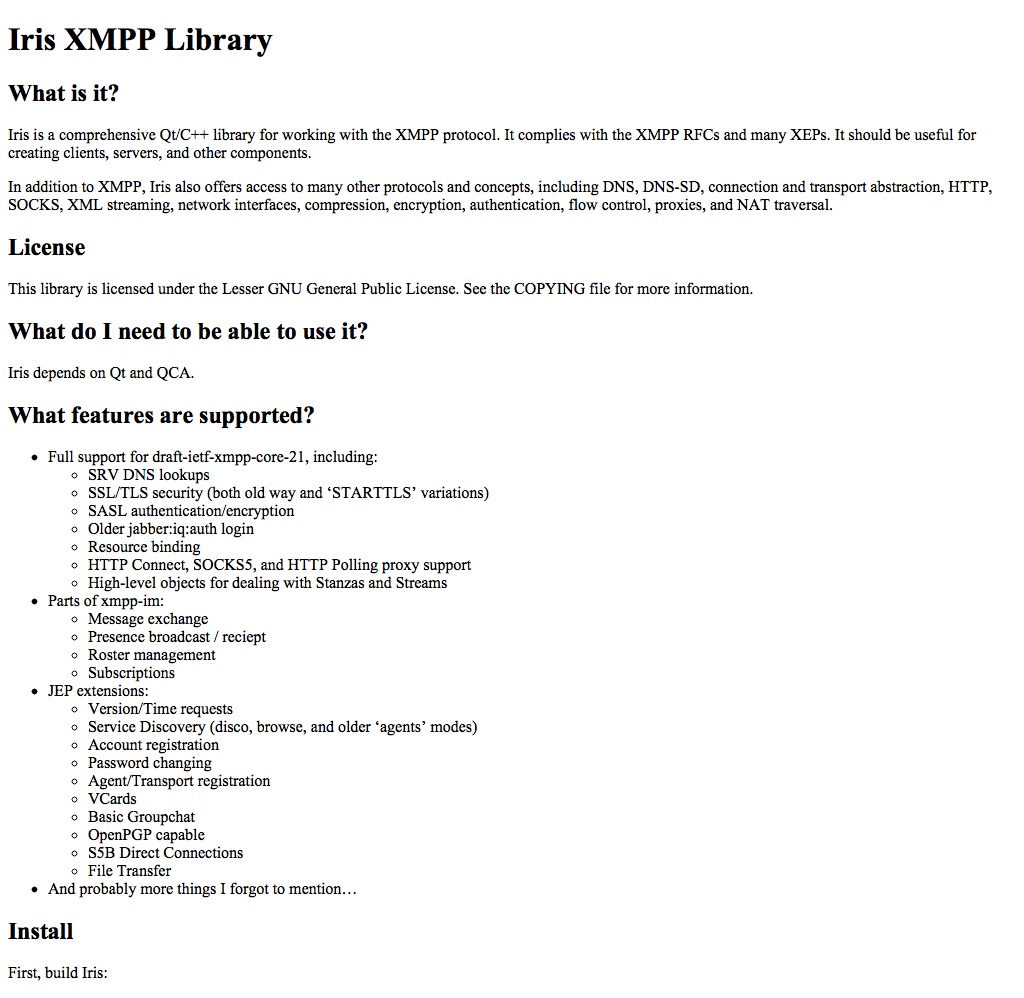 Iris XMPP Library
What is it?
Iris is a comprehensive Qt/C++ library for working with the XMPP protocol. It complies with the XMPP RFCs and many XEPs. It should be useful for
creating clients, servers, and other components.
In addition to XMPP, Iris also offers access to many other protocols and concepts, including DNS, DNS-SD, connection and transport abstraction, HTTP,
SOCKS, XML streaming, network interfaces, compression, encryption, authentication, flow control, proxies, and NAT traversal.
License
This library is licensed under the Lesser GNU General Public License. See the COPYING file for more information.
What do I need to be able to use it?
Iris depends on Qt and QCA.
What features are supported?
• Full support for draft-ietf-xmpp-core-21, including:
◦ SRV DNS lookups
◦ SSL/TLS security (both old way and ‘STARTTLS’ variations)
◦ SASL authentication/encryption
◦ Older jabber:iq:auth login
◦ Resource binding
◦ HTTP Connect, SOCKS5, and HTTP Polling proxy support
◦ High-level objects for dealing with Stanzas and Streams
• Parts of xmpp-im:
◦ Message exchange
◦ Presence broadcast / reciept
◦ Roster management
◦ Subscriptions
• JEP extensions:
◦ Version/Time requests
◦ Service Discovery (disco, browse, and older ‘agents’ modes)
◦ Account registration
◦ Password changing
◦ Agent/Transport registration
◦ VCards
◦ Basic Groupchat
◦ OpenPGP capable
◦ S5B Direct Connections
◦ File Transfer
• And probably more things I forgot to mention…
Install
First, build Iris: